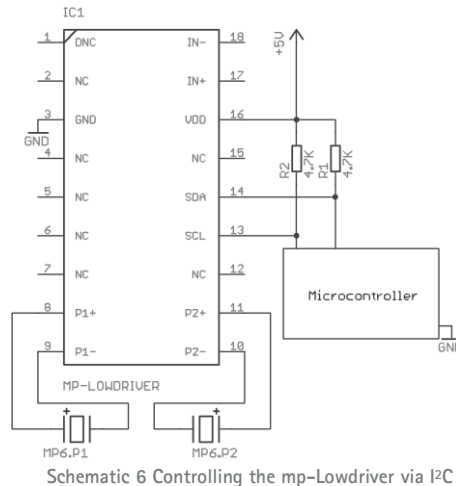 IC1
1 DNC IN- 18
2 NC IN+ 17
3 GND VDD 16
GND
4 NC NC 15
5 NC SDA 14
6 NC SCL 13
7 NC NC 12
8 P1+ P2+ 11
9 P1- P2- 10
MP-LOWDRIVER
+5V
R2
4.7K
R1
4.7K
Microcontroller
GND
+
MP6.P1
+
MP6.P2
Schematic 6 Controlling the mp-Lowdriver via I²C